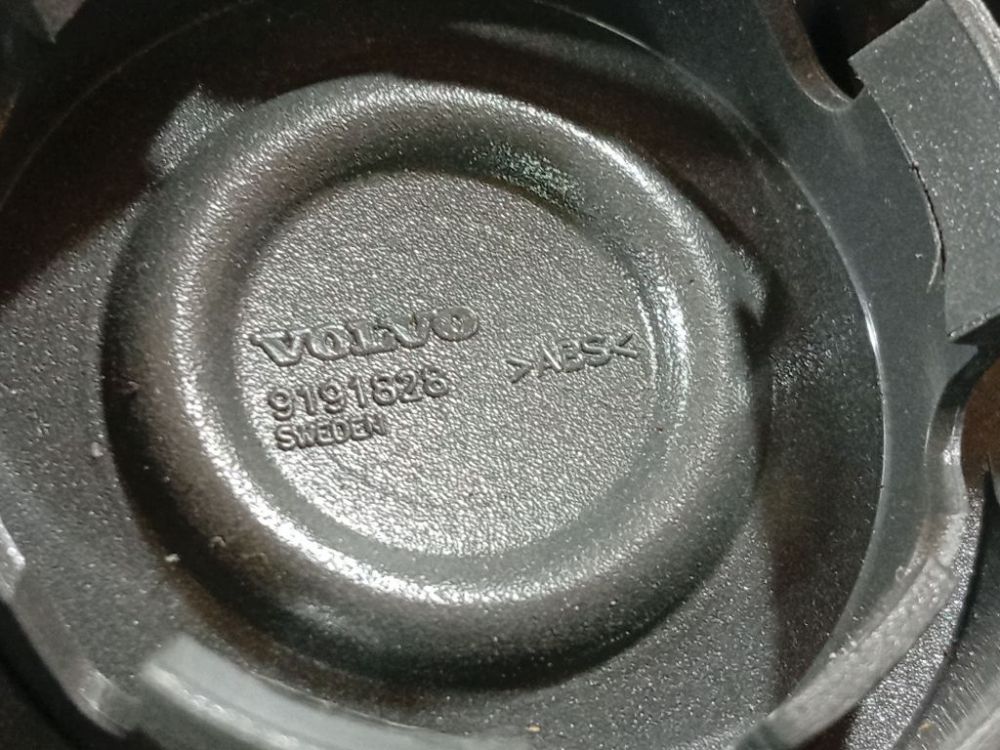 VOLVO
9191828
SWEDEN
>ABS<